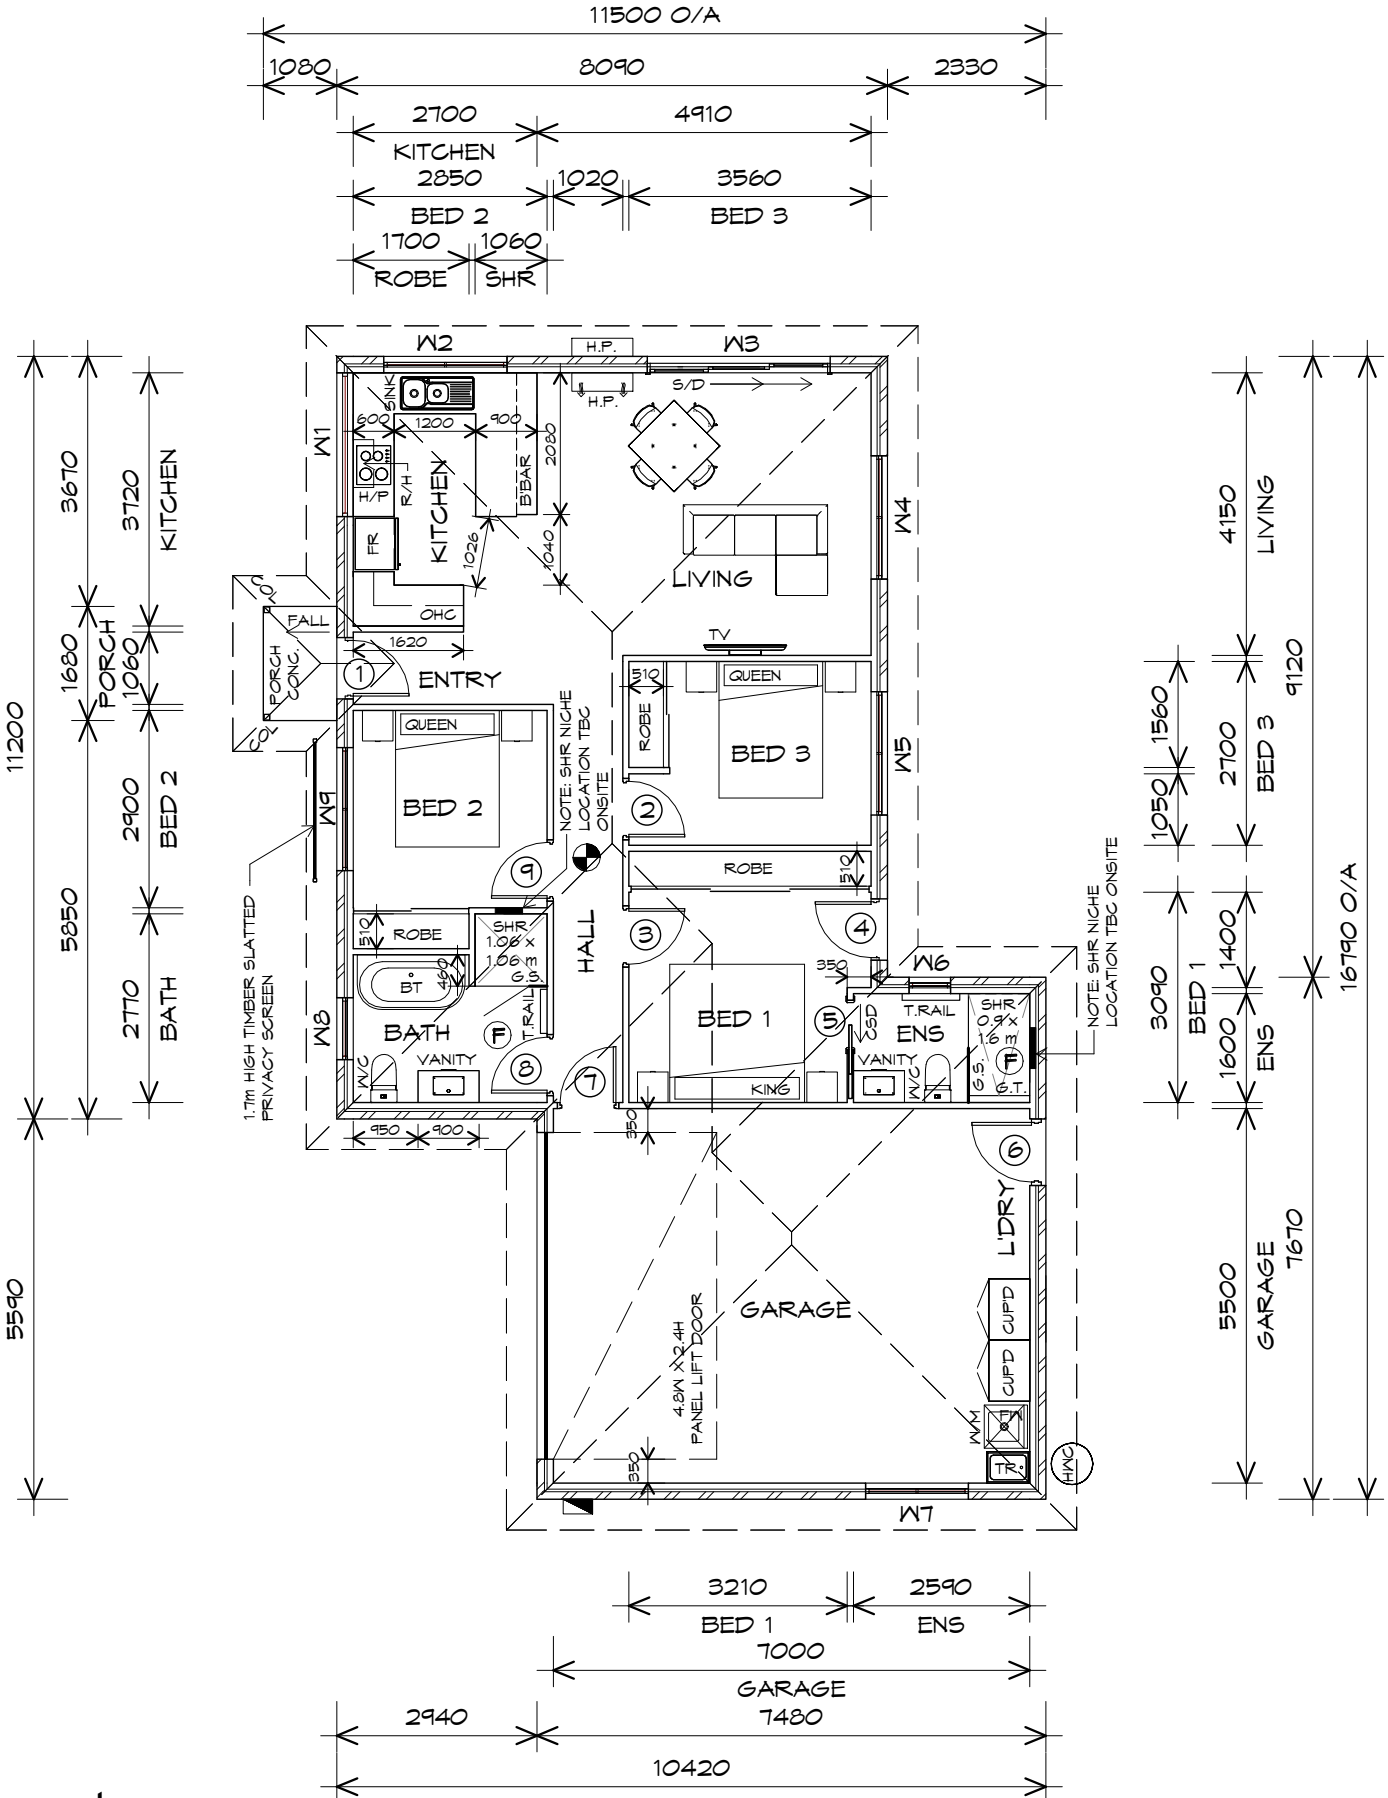 11500 O/A
1080
8090
2330
2700
4910
KITCHEN
2850
1020
3560
BED 2
BED 3
1700
1060
ROBE
SHR
W2
H.P.
W3
S/D
H.P.
SINK
600
1200
900
2080
W1
H/P
R/H
KITCHEN
B'BAR
FR
1026
1040
OHC
1620
LIVING
TV
W4
COL
FALL
PORCH
CONC.
COL
1
ENTRY
QUEEN
BED 2
W9
9
NOTE: SHR NICHE
LOCATION TBC
ONSITE
510
ROBE
QUEEN
BED 3
W5
2
ROBE
510
HALL
3
4
510
ROBE
SHR
1.06 x
1.06 m
G.S.
460
BT
BATH
F
T.RAIL
W8
W/C
VANITY
8
7
950
900
350
BED 1
KING
350
5
CSD
W6
T.RAIL
ENS
VANITY
W/C
SHR
0.9 x
1.6 m
F
G.S.
G.T.
NOTE: SHR NICHE
LOCATION TBC ONSITE
6
L'DRY
GARAGE
4.8W X 2.4H
PANEL LIFT DOOR
350
CUP'D
CUP'D
W/M
FW
TR
HWC
W7
1.7m HIGH TIMBER SLATTED
PRIVACY SCREEN
11200
5590
3670
1680
PORCH
5850
3720
KITCHEN
1060
2900
BED 2
2770
BATH
1560
1050
3090
BED 1
4150
LIVING
2700
BED 3
1400
1600
ENS
5500
GARAGE
9120
7670
16790 O/A
3210
2590
BED 1
ENS
7000
GARAGE
2940
7480
10420